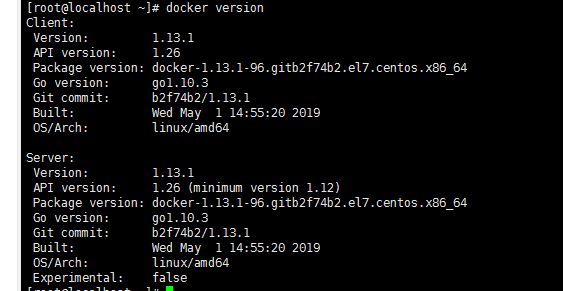 [root@localhost ~]# docker version
Client:
 Version:         1.13.1
 API version:     1.26
 Package version: docker-1.13.1-96.gitb2f74b2.el7.centos.x86_64
 Go version:      go1.10.3
 Git commit:      b2f74b2/1.13.1
 Built:           Wed May  1 14:55:20 2019
 OS/Arch:         linux/amd64

Server:
 Version:         1.13.1
 API version:     1.26 (minimum version 1.12)
 Package version: docker-1.13.1-96.gitb2f74b2.el7.centos.x86_64
 Go version:      go1.10.3
 Git commit:      b2f74b2/1.13.1
 Built:           Wed May  1 14:55:20 2019
 OS/Arch:         linux/amd64
 Experimental:    false
[root@localhost ~]#